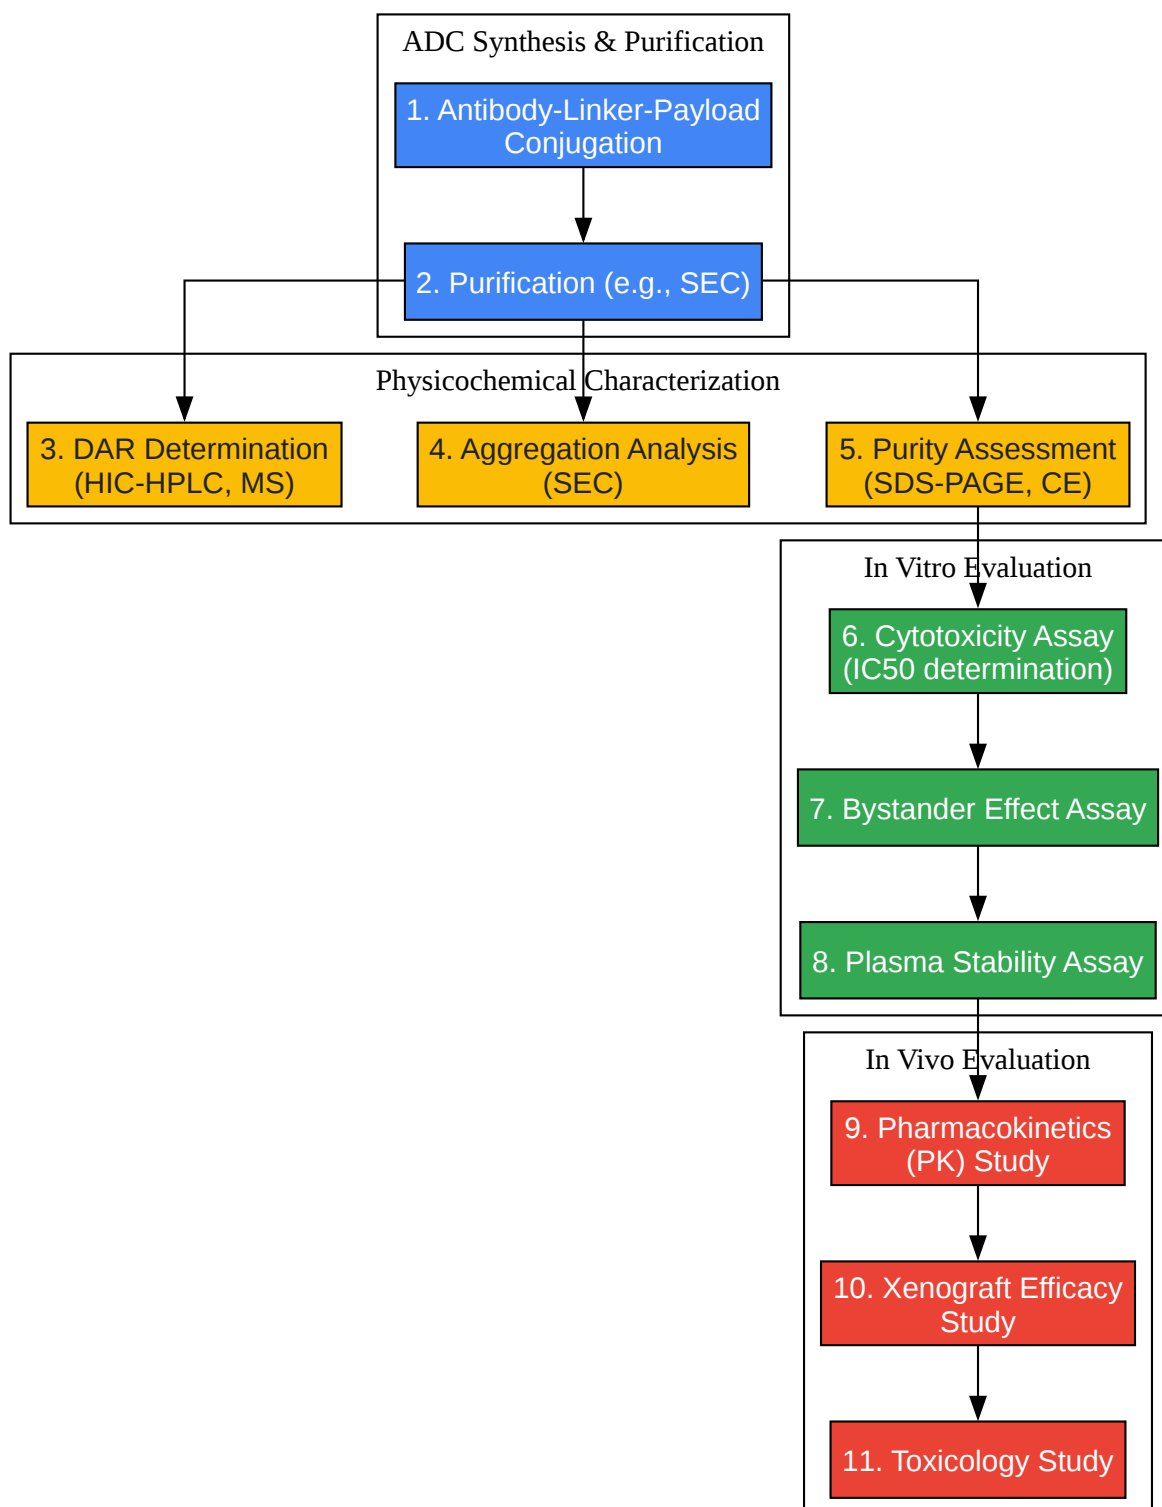 ADC Synthesis & Purification
1. Antibody-Linker-Payload
Conjugation
2. Purification (e.g., SEC)
Physicochemical Characterization
3. DAR Determination
(HIC-HPLC, MS)
4. Aggregation Analysis
(SEC)
5. Purity Assessment
(SDS-PAGE, CE)
In Vitro Evaluation
6. Cytotoxicity Assay
(IC50 determination)
7. Bystander Effect Assay
8. Plasma Stability Assay
In Vivo Evaluation
9. Pharmacokinetics
(PK) Study
10. Xenograft Efficacy
Study
11. Toxicology Study